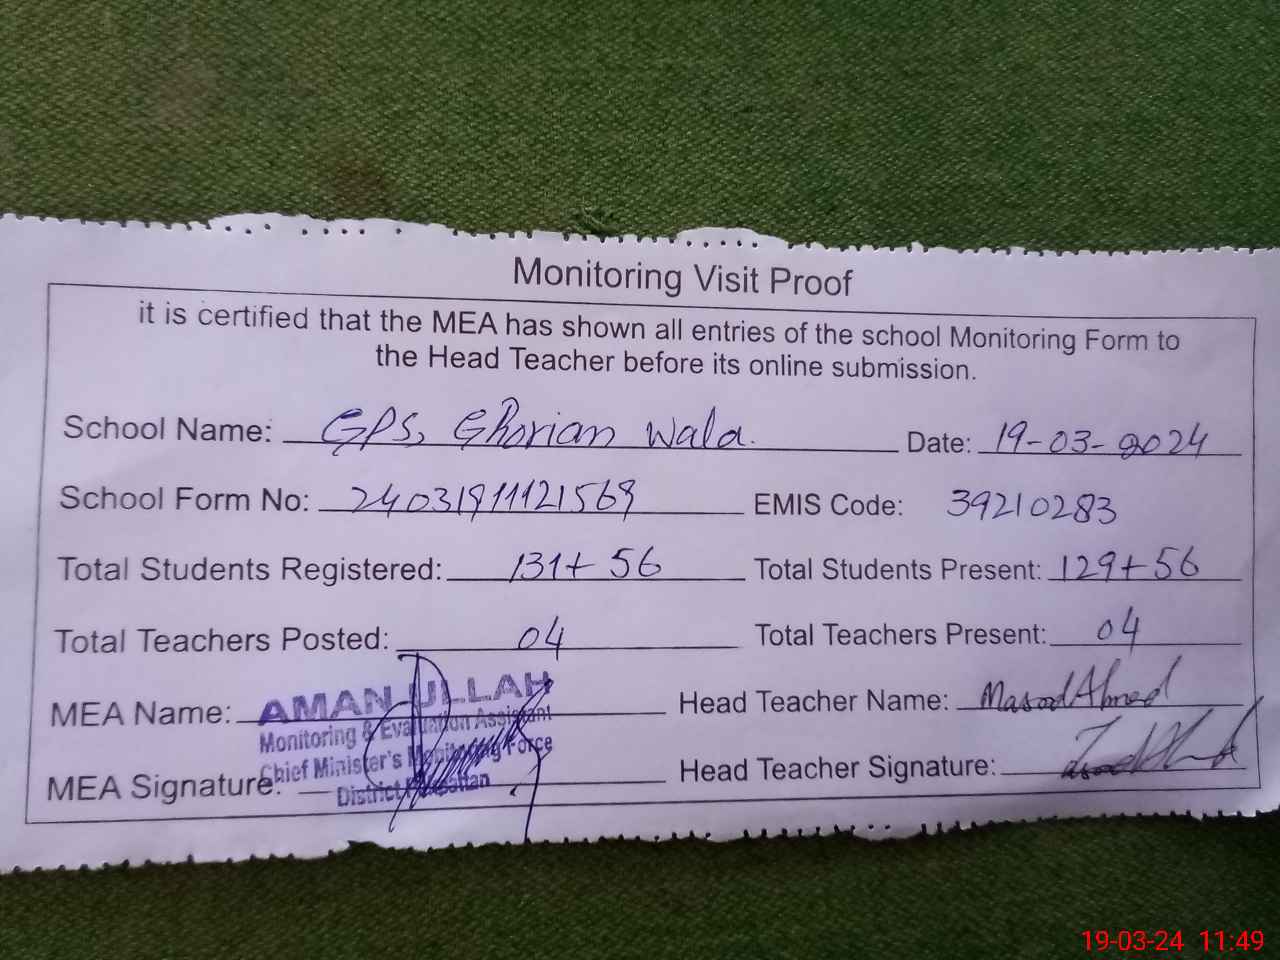 Monitoring Visit Proof
it is certified that the MEA has shown all entries of the school Monitoring Form to
the Head Teacher before its online submission.
School Name: GPS, Ghorian Wala. Date: 19-03-2024
School Form No: 24031911121569 EMIS Code: 39210283
Total Students Registered: 131+ 56 Total Students Present: 129+56
Total Teachers Posted: 04 Total Teachers Present: 04
MEA Name: AMAN ULLAH Head Teacher Name: Masood Ahmed
Monitoring & Evaluation Assistant
Chief Minister's Monitoring Force
MEA Signature: District Head Teacher Signature:
19-03-24 11:49